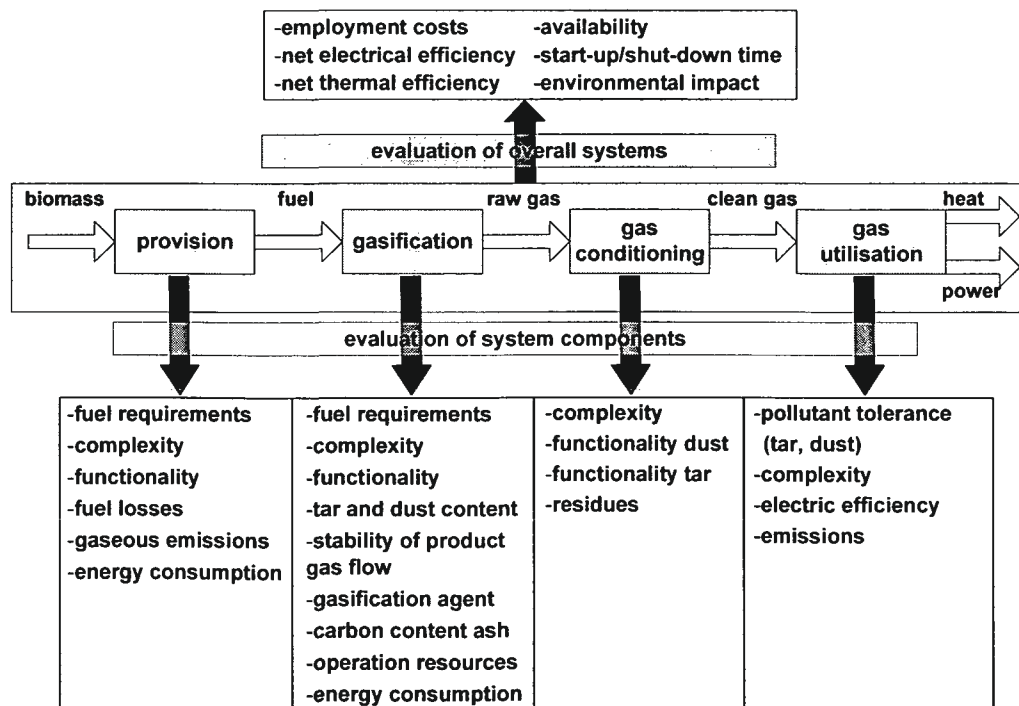 -employment costs -availability
-net electrical efficiency -start-up/shut-down time
-net thermal efficiency -environmental impact
evaluation of overall systems
biomass fuel raw gas clean gas heat
provision
gasification
gas
conditioning
gas
utilisation
power
evaluation of system components
-fuel requirements
-complexity
-functionality
-fuel losses
-gaseous emissions
-energy consumption
-fuel requirements
-complexity
-functionality
-tar and dust content
-stability of product
gas flow
-gasification agent
-carbon content ash
-operation resources
-energy consumption
-complexity
-functionality dust
-functionality tar
-residues
-pollutant tolerance
(tar, dust)
-complexity
-electric efficiency
-emissions